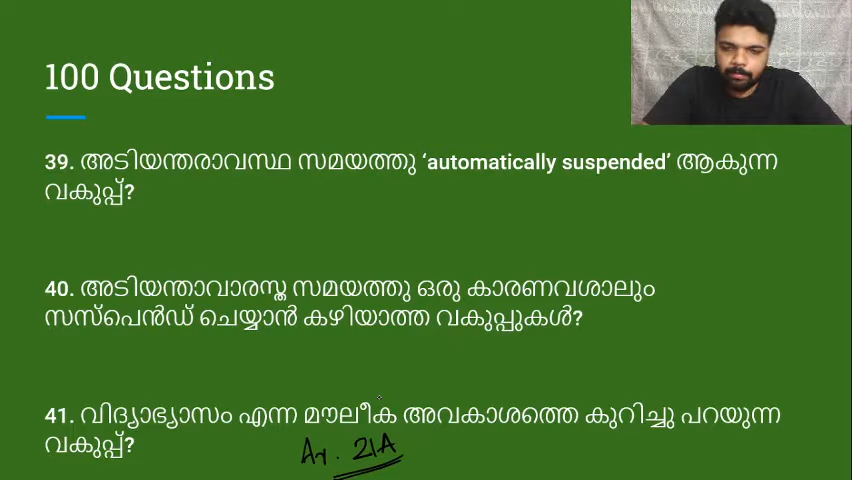 100 Questions
39. അടിയന്തരാവസ്ഥ സമയത്തു ‘automatically suspended’ ആകുന്ന
വകുപ്പ്?
40. അടിയന്താവാരസ്ത സമയത്തു ഒരു കാരണവശാലും
സസ്പെൻഡ് ചെയ്യാൻ കഴിയാത്ത വകുപ്പുകൾ?
41. വിദ്യാഭ്യാസം എന്ന മൗലീക അവകാശത്തെ കുറിച്ചു പറയുന്ന
വകുപ്പ്?
Ar. 21A